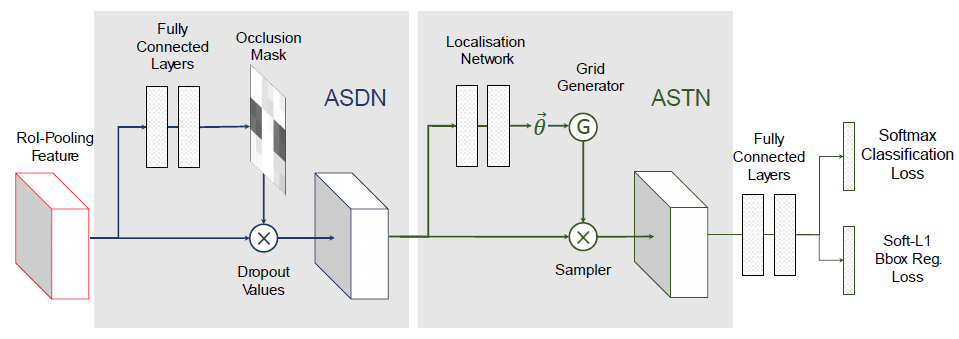 RoI-Pooling
Feature
Fully
Connected
Layers
Occlusion
Mask
ASDN
Dropout
Values
Localisation
Network
Grid
Generator
θ⃗
G
ASTN
Sampler
Fully
Connected
Layers
Softmax
Classification
Loss
Soft-L1
Bbox Reg.
Loss